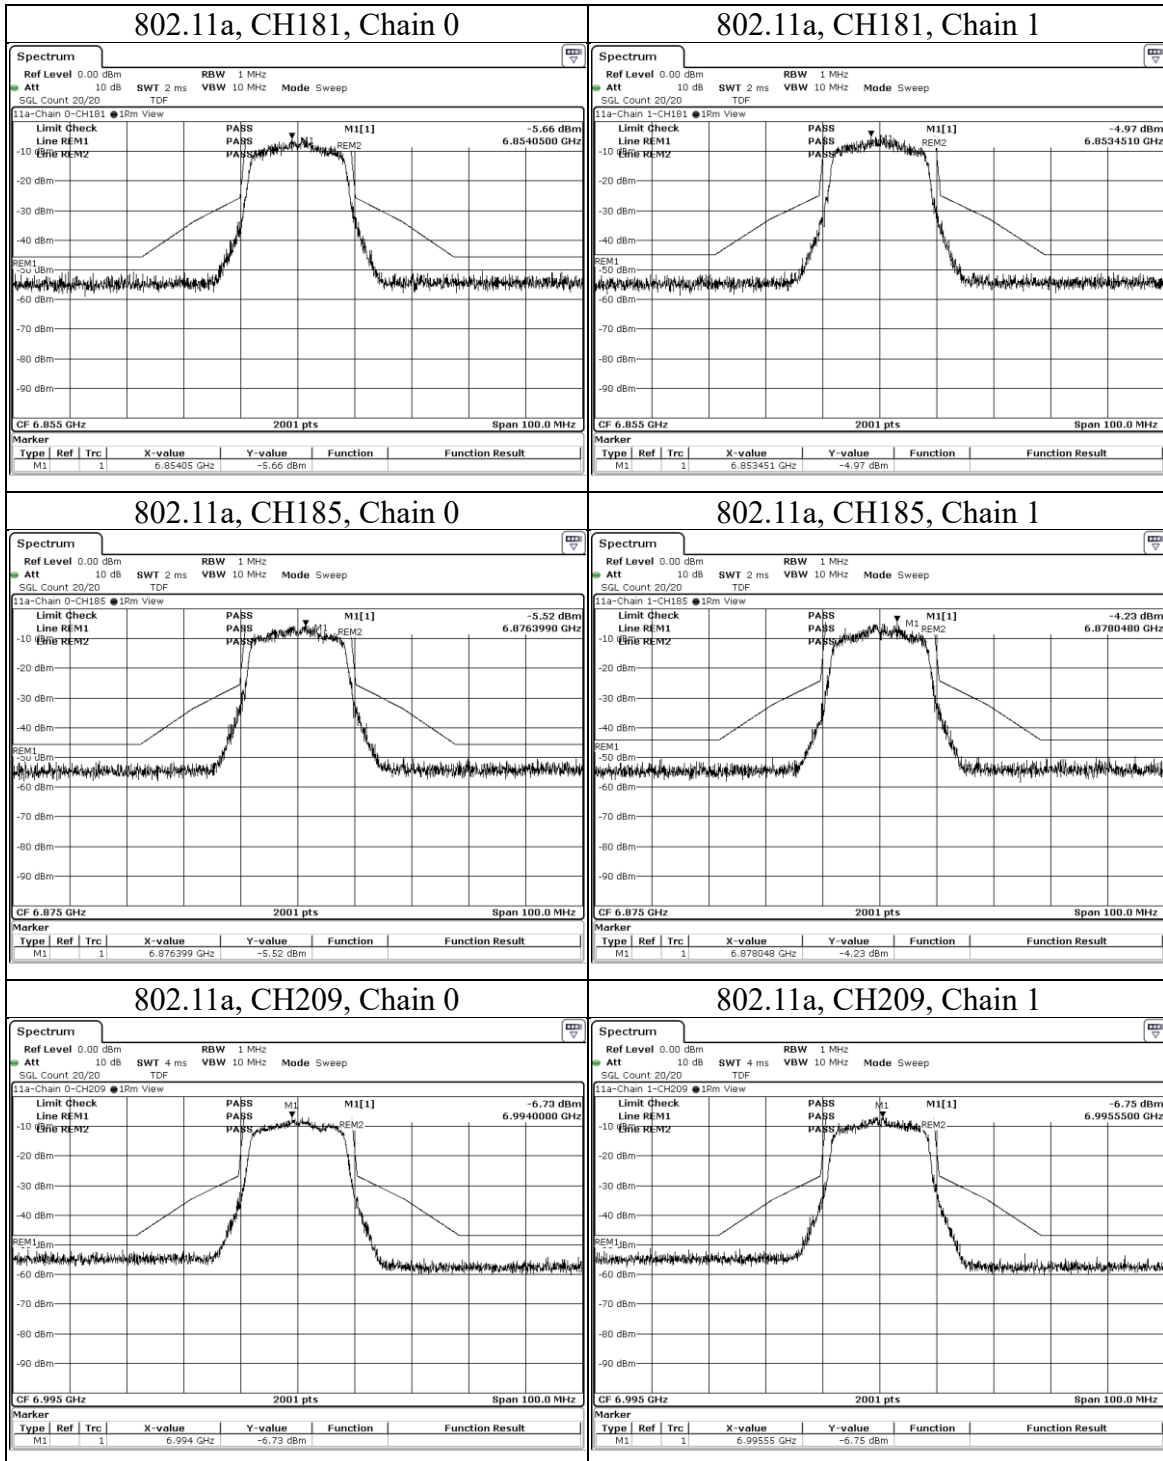 802.11a, CH181, Chain 0
Spectrum
Ref Level 0.00 dBm RBW 1 MHz
Att 10 dB SWT 2 ms VBW 10 MHz Mode Sweep
SGL Count 20/20 TDF
11a-Chain 0-CH181 1Rm View
Limit Check PASS M1[1] -5.66 dBm
Line REM1 PASS M1 6.8540500 GHz
-10 dBm Line REM2 PASS REM2
-20 dBm
-30 dBm
-40 dBm
REM1
-50 dBm
-60 dBm
-70 dBm
-80 dBm
-90 dBm
CF 6.855 GHz 2001 pts Span 100.0 MHz
Marker
Type Ref Trc X-value Y-value Function Function Result
M1 1 6.85405 GHz -5.66 dBm
802.11a, CH181, Chain 1
Spectrum
Ref Level 0.00 dBm RBW 1 MHz
Att 10 dB SWT 2 ms VBW 10 MHz Mode Sweep
SGL Count 20/20 TDF
11a-Chain 1-CH181 1Rm View
Limit Check PASS M1[1] -4.97 dBm
Line REM1 PASS M1 6.8534510 GHz
-10 dBm Line REM2 PASS REM2
-20 dBm
-30 dBm
-40 dBm
REM1
-50 dBm
-60 dBm
-70 dBm
-80 dBm
-90 dBm
CF 6.855 GHz 2001 pts Span 100.0 MHz
Marker
Type Ref Trc X-value Y-value Function Function Result
M1 1 6.853451 GHz -4.97 dBm
802.11a, CH185, Chain 0
Spectrum
Ref Level 0.00 dBm RBW 1 MHz
Att 10 dB SWT 2 ms VBW 10 MHz Mode Sweep
SGL Count 20/20 TDF
11a-Chain 0-CH185 1Rm View
Limit Check PASS M1[1] -5.52 dBm
Line REM1 PASS M1 6.8763990 GHz
-10 dBm Line REM2 PASS REM2
-20 dBm
-30 dBm
-40 dBm
REM1
-50 dBm
-60 dBm
-70 dBm
-80 dBm
-90 dBm
CF 6.875 GHz 2001 pts Span 100.0 MHz
Marker
Type Ref Trc X-value Y-value Function Function Result
M1 1 6.876399 GHz -5.52 dBm
802.11a, CH185, Chain 1
Spectrum
Ref Level 0.00 dBm RBW 1 MHz
Att 10 dB SWT 2 ms VBW 10 MHz Mode Sweep
SGL Count 20/20 TDF
11a-Chain 1-CH185 1Rm View
Limit Check PASS M1[1] -4.23 dBm
Line REM1 PASS M1 6.8780480 GHz
-10 dBm Line REM2 PASS REM2
-20 dBm
-30 dBm
-40 dBm
REM1
-50 dBm
-60 dBm
-70 dBm
-80 dBm
-90 dBm
CF 6.875 GHz 2001 pts Span 100.0 MHz
Marker
Type Ref Trc X-value Y-value Function Function Result
M1 1 6.878048 GHz -4.23 dBm
802.11a, CH209, Chain 0
Spectrum
Ref Level 0.00 dBm RBW 1 MHz
Att 10 dB SWT 4 ms VBW 10 MHz Mode Sweep
SGL Count 20/20 TDF
11a-Chain 0-CH209 1Rm View
Limit Check PASS M1 M1[1] -6.73 dBm
Line REM1 PASS 6.9940000 GHz
-10 dBm Line REM2 PASS REM2
-20 dBm
-30 dBm
-40 dBm
REM1
-60 dBm
-70 dBm
-80 dBm
-90 dBm
CF 6.995 GHz 2001 pts Span 100.0 MHz
Marker
Type Ref Trc X-value Y-value Function Function Result
M1 1 6.994 GHz -6.73 dBm
802.11a, CH209, Chain 1
Spectrum
Ref Level 0.00 dBm RBW 1 MHz
Att 10 dB SWT 4 ms VBW 10 MHz Mode Sweep
SGL Count 20/20 TDF
11a-Chain 1-CH209 1Rm View
Limit Check PASS M1 M1[1] -6.75 dBm
Line REM1 PASS 6.9955500 GHz
-10 dBm Line REM2 PASS REM2
-20 dBm
-30 dBm
-40 dBm
REM1
-60 dBm
-70 dBm
-80 dBm
-90 dBm
CF 6.995 GHz 2001 pts Span 100.0 MHz
Marker
Type Ref Trc X-value Y-value Function Function Result
M1 1 6.99555 GHz -6.75 dBm